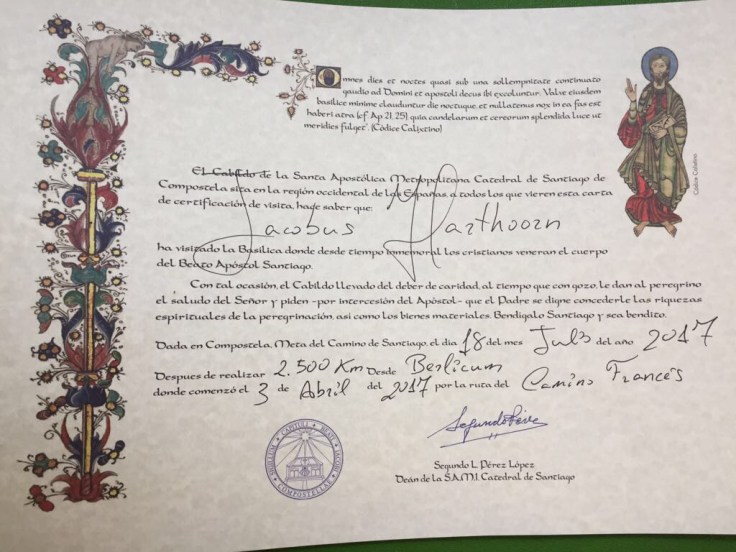 Omnes dies et noctes quasi sub una sollempnitate continuato
gaudio ad Domini et apostoli decus ibi excoluntur. Valve eiusdem
basilice minime clauduntur die noctuque, et nullatenus nox in ea fas est
haberi atra (cf. Ap 21, 25) quia candelarum et cereorum splendida luce ut
meridies fulget". (Códice Calixtino)
Códice Calixtino
El Cabildo de la Santa Apostólica Metropolitana Catedral de Santiago de
Compostela sita en la región occidental de las Españas, a todos los que vieren esta carta
de certificación de visita, hace saber que:
Jacobus Harthoorn
ha visitado la Basílica donde desde tiempo inmemorial los cristianos veneran el cuerpo
del Beato Apóstol Santiago.
Con tal ocasión, el Cabildo llevado del deber de caridad, al tiempo que con gozo, le dan al peregrino
el saludo del Señor y piden -por intercesión del Apóstol- que el Padre se digne concederle las riquezas
espirituales de la peregrinación, así como los bienes materiales. Bendígalo Santiago y sea bendito.
Dada en Compostela, Meta del Camino de Santiago, el día 18 del mes Julio del año 2017
Despues de realizar 2.500 Km Desde Berlicum
donde comenzó el 3 de Abril del 2017 por la ruta del Camino Francés
SIGILLUM CAPITULI BEATI JACOBI COMPOSTELLAE
Segundo Pérez
Segundo L. Pérez López
Deán de la S.A.M.I. Catedral de Santiago